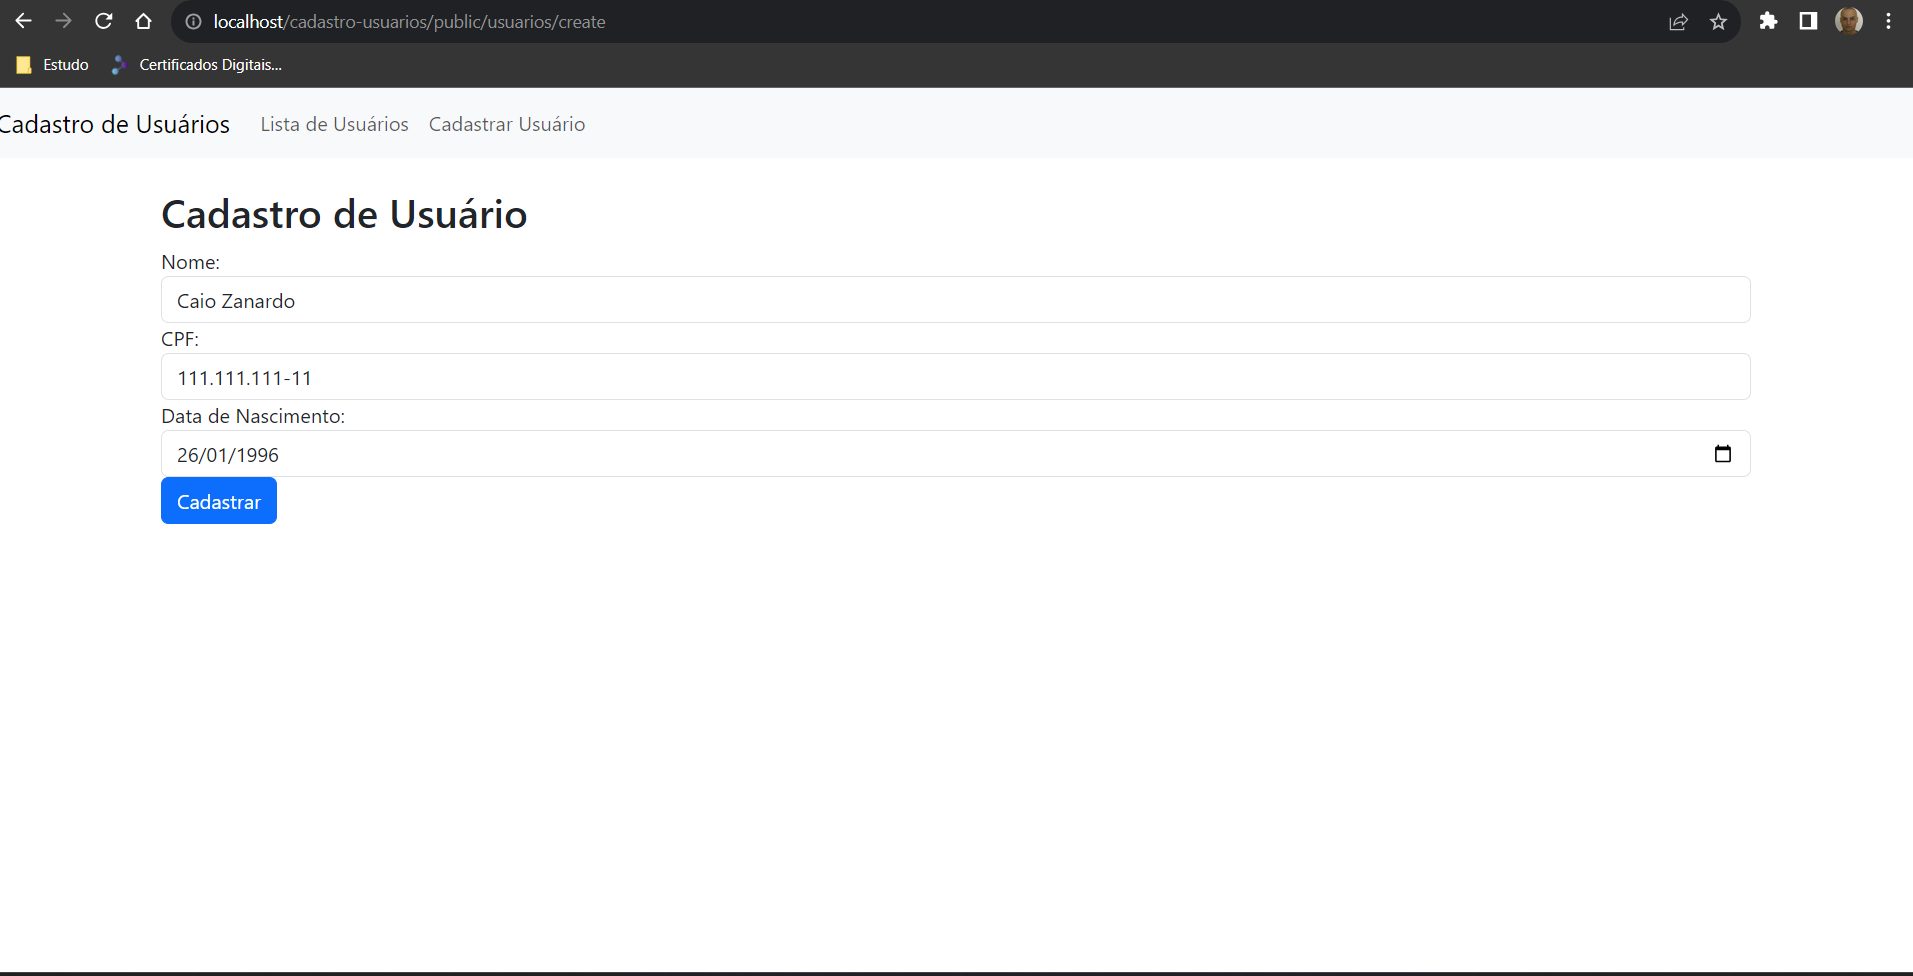 localhost/cadastro-usuarios/public/usuarios/create
Estudo Certificados Digitais...
Cadastro de Usuários Lista de Usuários Cadastrar Usuário
Cadastro de Usuário
Nome:
Caio Zanardo
CPF:
111.111.111-11
Data de Nascimento:
26/01/1996
Cadastrar